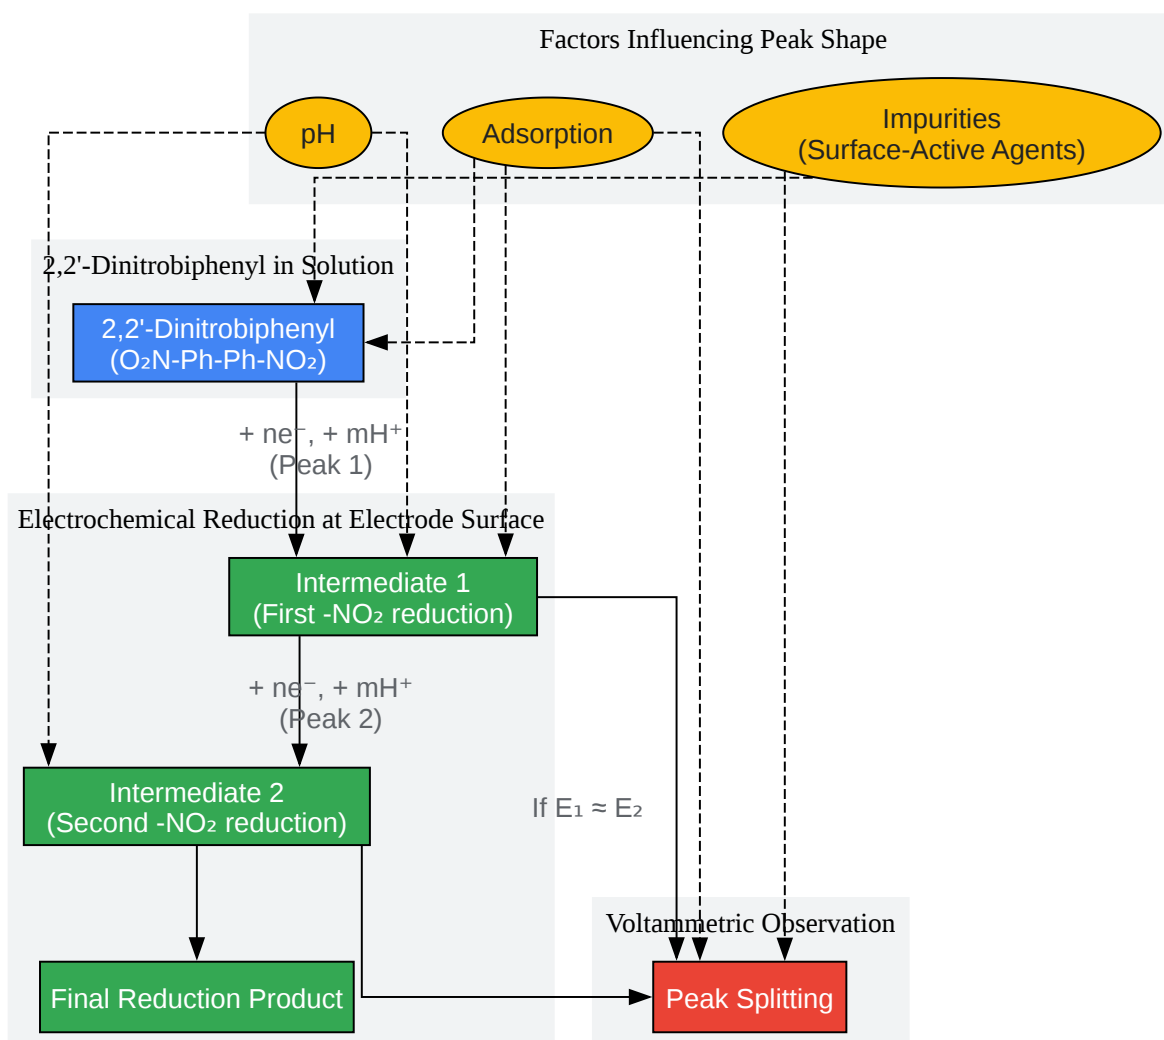 Factors Influencing Peak Shape
pH
Adsorption
Impurities
(Surface-Active Agents)
2,2'-Dinitrobiphenyl in Solution
2,2'-Dinitrobiphenyl
(O₂N-Ph-Ph-NO₂)
+ ne⁻, + mH⁺
(Peak 1)
Electrochemical Reduction at Electrode Surface
Intermediate 1
(First -NO₂ reduction)
+ ne⁻, + mH⁺
(Peak 2)
Intermediate 2
(Second -NO₂ reduction)
If E₁ ≈ E₂
Voltammetric Observation
Final Reduction Product
Peak Splitting